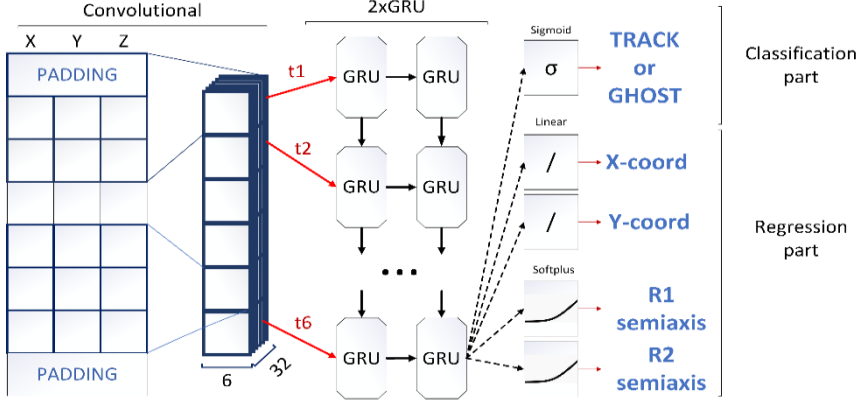 Convolutional
2xGRU
X Y Z
PADDING
t1
GRU GRU
Sigmoid
σ
TRACK
or
GHOST
Classification
part
t2
GRU GRU
Linear
/
X-coord
/
Y-coord
Regression
part
...
Softplus
t6
GRU GRU
R1
semiaxis
R2
semiaxis
PADDING
6
32